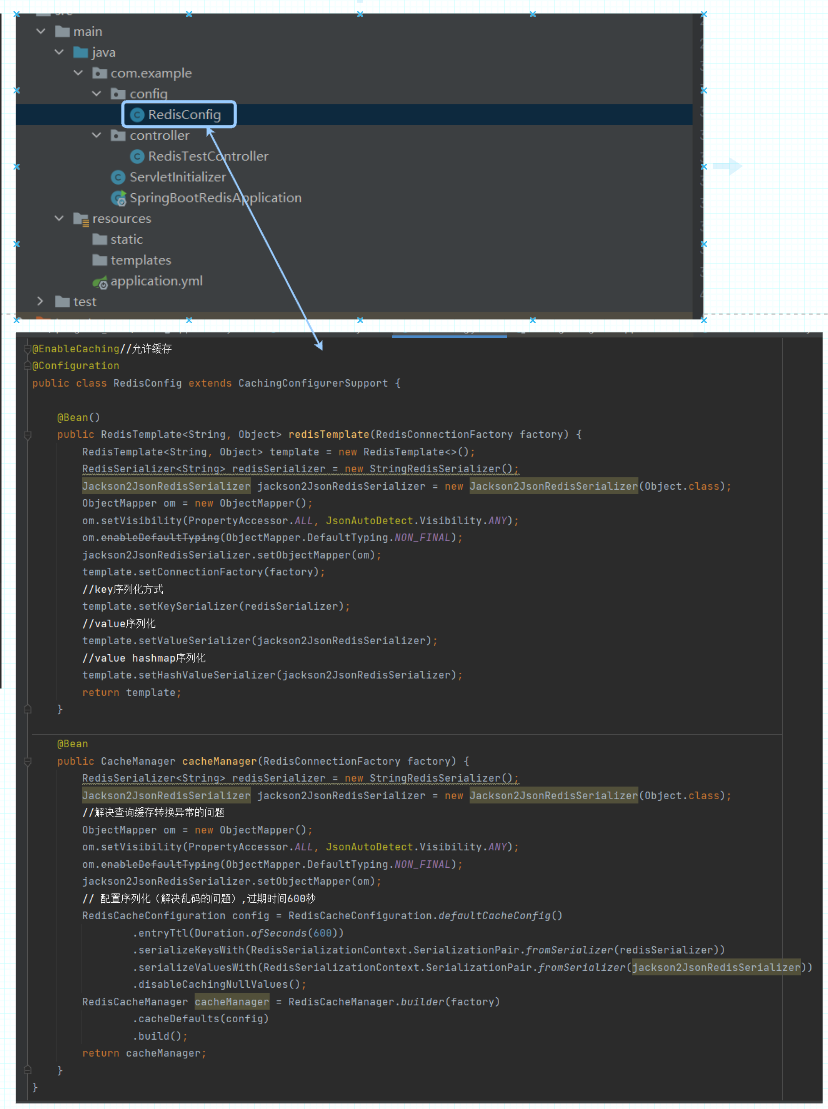 main
java
com.example
config
RedisConfig
controller
RedisTestController
ServletInitializer
SpringBootRedisApplication
resources
static
templates
application.yml
test
@EnableCaching//允许缓存
@Configuration
public class RedisConfig extends CachingConfigurerSupport {
@Bean()
public RedisTemplate<String, Object> redisTemplate(RedisConnectionFactory factory) {
RedisTemplate<String, Object> template = new RedisTemplate<>();
RedisSerializer<String> redisSerializer = new StringRedisSerializer();
Jackson2JsonRedisSerializer jackson2JsonRedisSerializer = new Jackson2JsonRedisSerializer(Object.class);
ObjectMapper om = new ObjectMapper();
om.setVisibility(PropertyAccessor.ALL, JsonAutoDetect.Visibility.ANY);
om.enableDefaultTyping(ObjectMapper.DefaultTyping.NON_FINAL);
jackson2JsonRedisSerializer.setObjectMapper(om);
template.setConnectionFactory(factory);
//key序列化方式
template.setKeySerializer(redisSerializer);
//value序列化
template.setValueSerializer(jackson2JsonRedisSerializer);
//value hashmap序列化
template.setHashValueSerializer(jackson2JsonRedisSerializer);
return template;
}
@Bean
public CacheManager cacheManager(RedisConnectionFactory factory) {
RedisSerializer<String> redisSerializer = new StringRedisSerializer();
Jackson2JsonRedisSerializer jackson2JsonRedisSerializer = new Jackson2JsonRedisSerializer(Object.class);
//解决查询缓存转换异常的问题
ObjectMapper om = new ObjectMapper();
om.setVisibility(PropertyAccessor.ALL, JsonAutoDetect.Visibility.ANY);
om.enableDefaultTyping(ObjectMapper.DefaultTyping.NON_FINAL);
jackson2JsonRedisSerializer.setObjectMapper(om);
// 配置序列化（解决乱码的问题）,过期时间600秒
RedisCacheConfiguration config = RedisCacheConfiguration.defaultCacheConfig()
.entryTtl(Duration.ofSeconds(600))
.serializeKeysWith(RedisSerializationContext.SerializationPair.fromSerializer(redisSerializer))
.serializeValuesWith(RedisSerializationContext.SerializationPair.fromSerializer(jackson2JsonRedisSerializer))
.disableCachingNullValues();
RedisCacheManager cacheManager = RedisCacheManager.builder(factory)
.cacheDefaults(config)
.build();
return cacheManager;
}
}